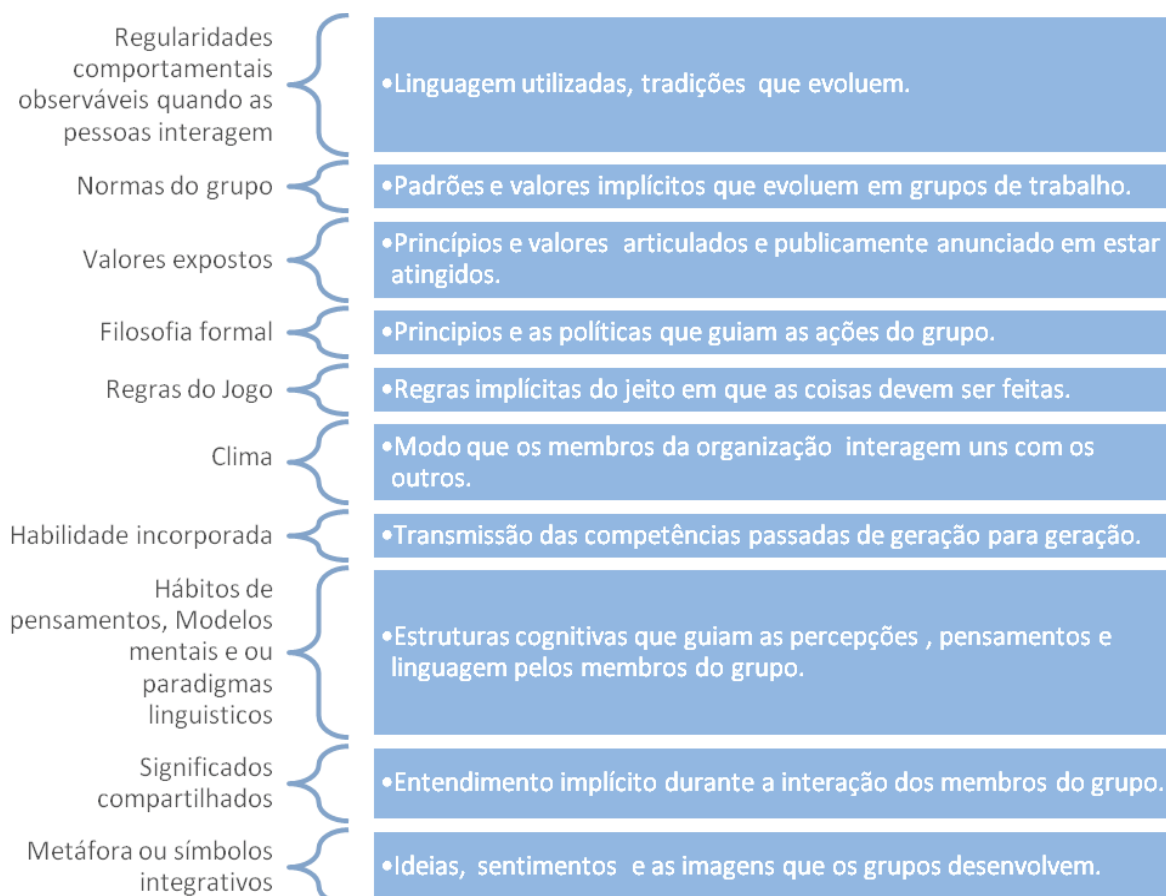 Regularidades
comportamentais
observáveis quando as
pessoas interagem
•Linguagem utilizadas, tradições  que evoluem.
Normas do grupo
•Padrões e valores implícitos que evoluem em grupos de trabalho.
Valores expostos
•Princípios e valores  articulados e publicamente anunciado em estar
atingidos.
Filosofia formal
•Principios e as políticas que guiam as ações do grupo.
Regras do Jogo
•Regras implícitas do jeito em que as coisas devem ser feitas.
Clima
•Modo que os membros da organização  interagem uns com os
outros.
Habilidade incorporada
•Transmissão das competências passadas de geração para geração.
Hábitos de
pensamentos, Modelos
mentais e ou
paradigmas
linguisticos
•Estruturas cognitivas que guiam as percepções , pensamentos e
linguagem pelos membros do grupo.
Significados
compartilhados
•Entendimento implícito durante a interação dos membros do grupo.
Metáfora ou símbolos
integrativos
•Ideias,  sentimentos  e as imagens que os grupos desenvolvem.